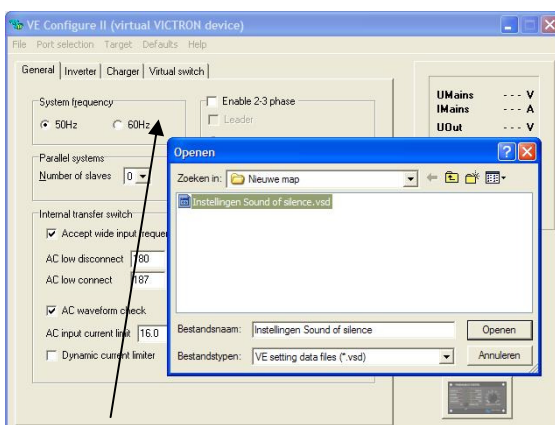 VE Configure II (virtual VICTRON device)
File Port selection Target Defaults Help
General Inverter Charger Virtual switch
System frequency
50Hz 60Hz
Enable 2-3 phase
Leader
Parallel systems
Number of slaves 0
Internal transfer switch
Accept wide input freque
AC low disconnect 180
AC low connect 187
AC waveform check
AC input current limit 16.0
Dynamic current limiter
UMains --- V
IMains --- A
UOut --- V
Openen
Zoeken in: Nieuwe map
Instellingen Sound of silence.vsd
Bestandsnaam: Instellingen Sound of silence Openen
Bestandstypen: VE setting data files (*.vsd) Annuleren